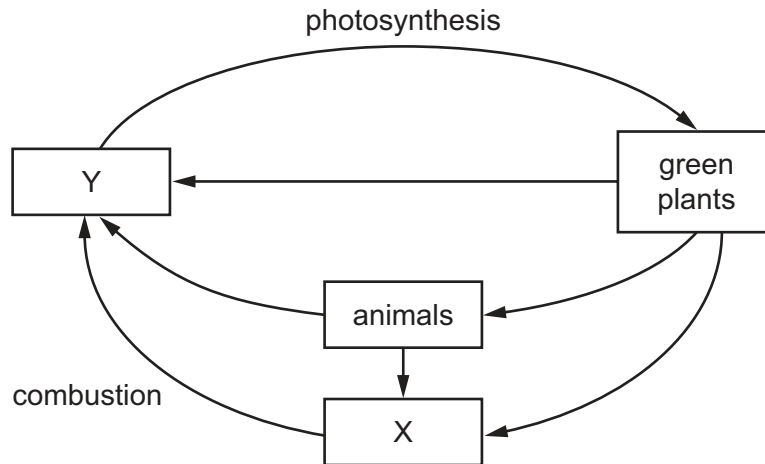 photosynthesis
Y
green
plants
animals
combustion
X